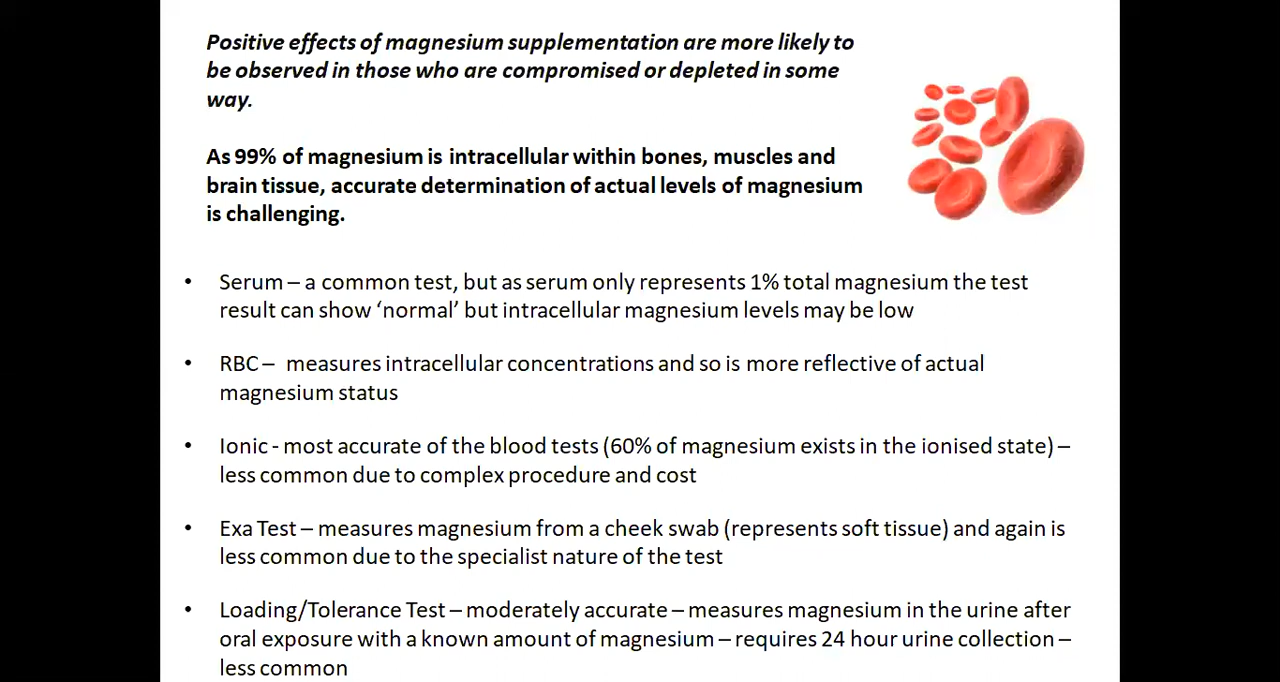 Positive effects of magnesium supplementation are more likely to
be observed in those who are compromised or depleted in some
way.
As 99% of magnesium is intracellular within bones, muscles and
brain tissue, accurate determination of actual levels of magnesium
is challenging.
• Serum – a common test, but as serum only represents 1% total magnesium the test
result can show ‘normal’ but intracellular magnesium levels may be low
• RBC –  measures intracellular concentrations and so is more reflective of actual
magnesium status
• Ionic - most accurate of the blood tests (60% of magnesium exists in the ionised state) –
less common due to complex procedure and cost
• Exa Test – measures magnesium from a cheek swab (represents soft tissue) and again is
less common due to the specialist nature of the test
• Loading/Tolerance Test – moderately accurate – measures magnesium in the urine after
oral exposure with a known amount of magnesium – requires 24 hour urine collection –
less common